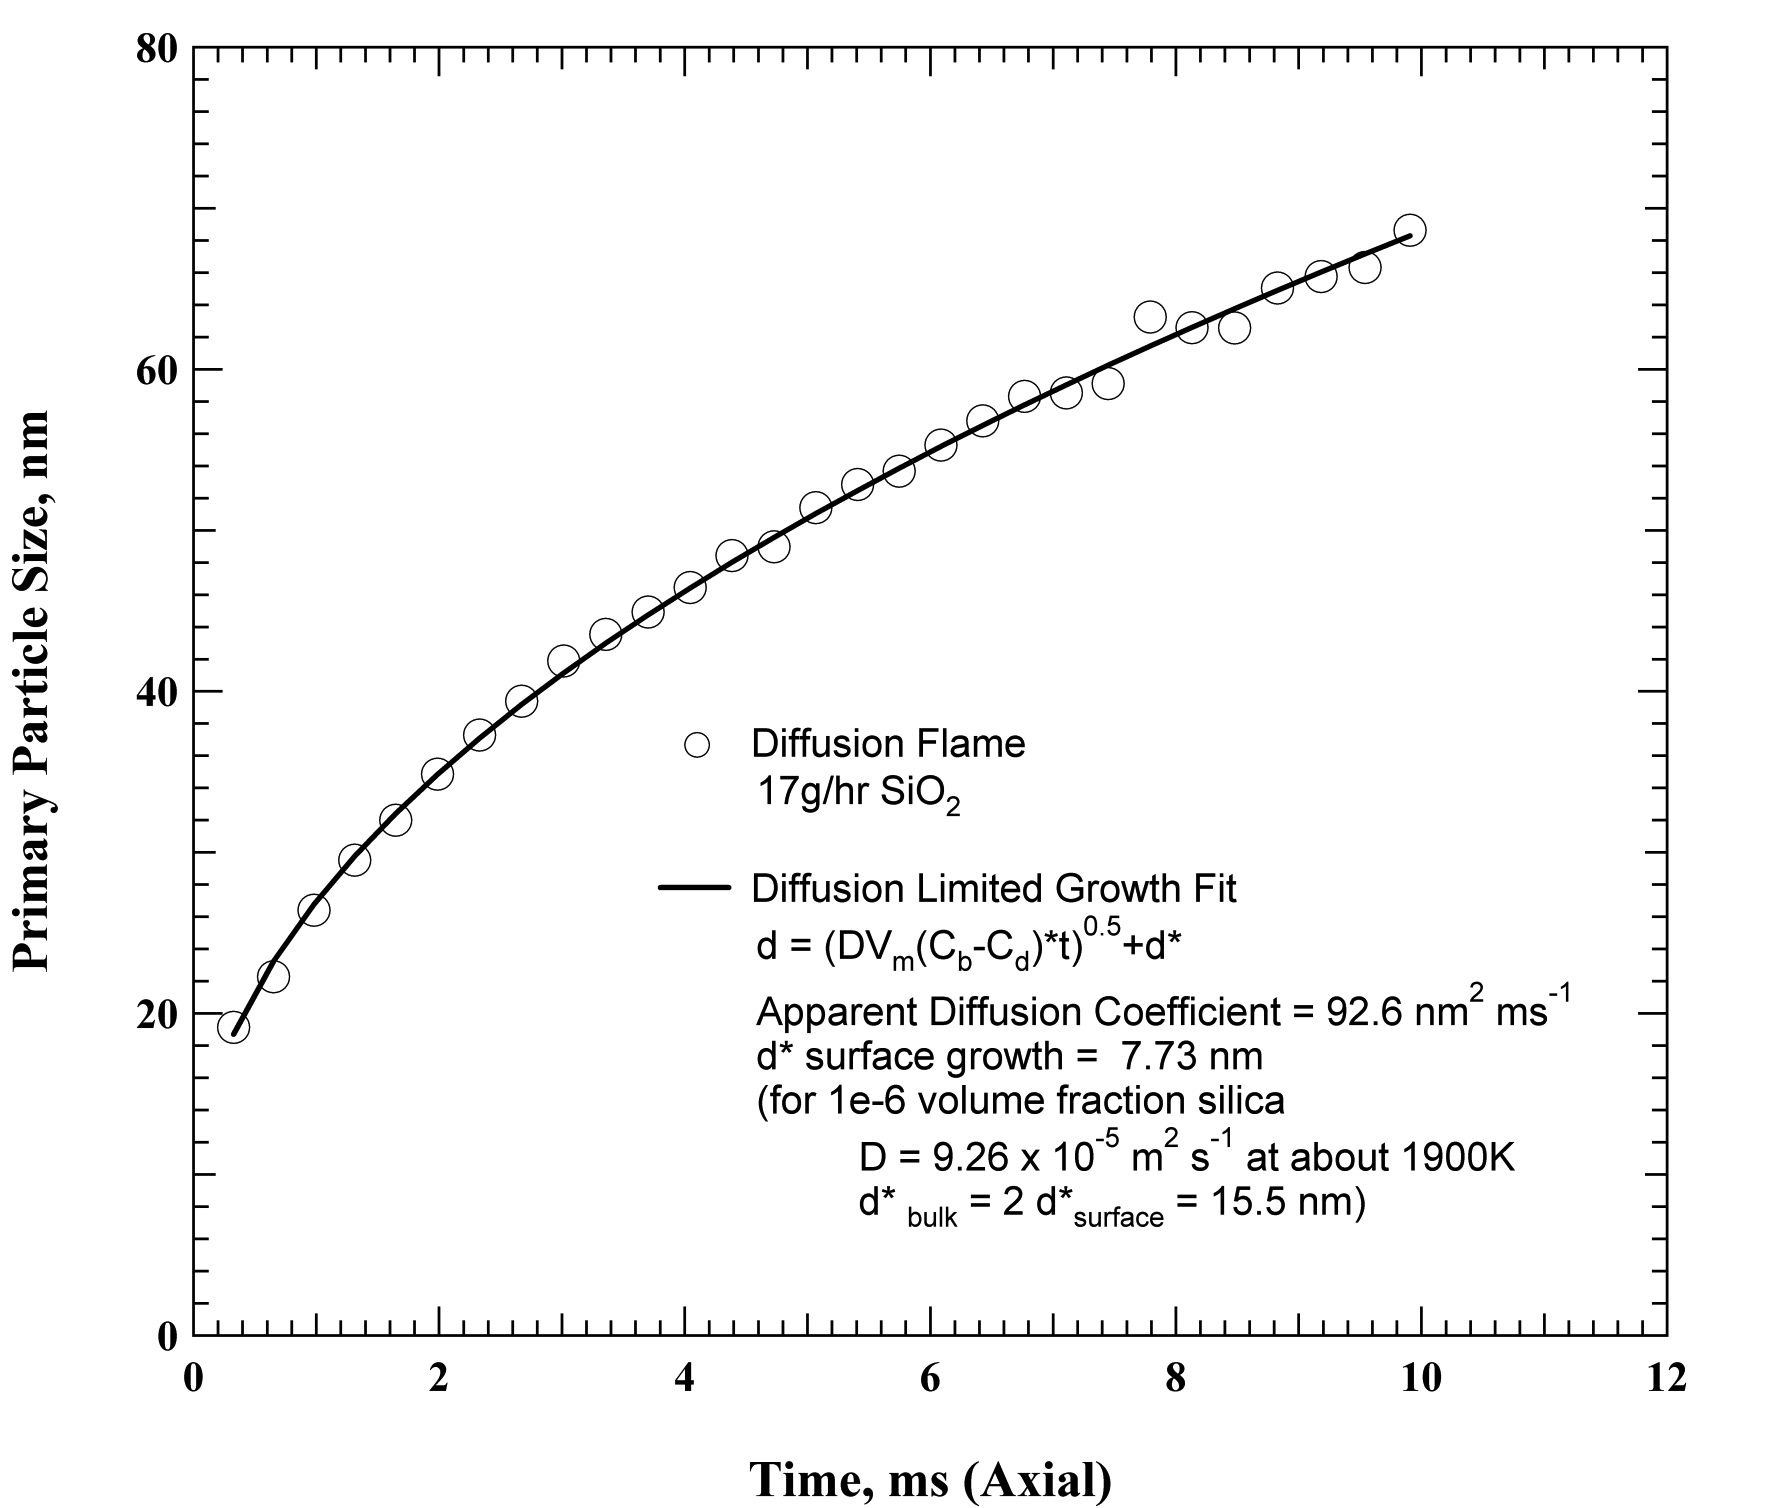 80
60
40
20
0
0 2 4 6 8 10 12
Primary Particle Size, nm
Time, ms (Axial)
Diffusion Flame
17g/hr SiO2
Diffusion Limited Growth Fit
d = (DVm(Cb-Cd)*t)^0.5+d*
Apparent Diffusion Coefficient = 92.6 nm² ms⁻¹
d* surface growth = 7.73 nm
(for 1e-6 volume fraction silica
D = 9.26 x 10⁻⁵ m² s⁻¹ at about 1900K
d* bulk = 2 d*surface = 15.5 nm)